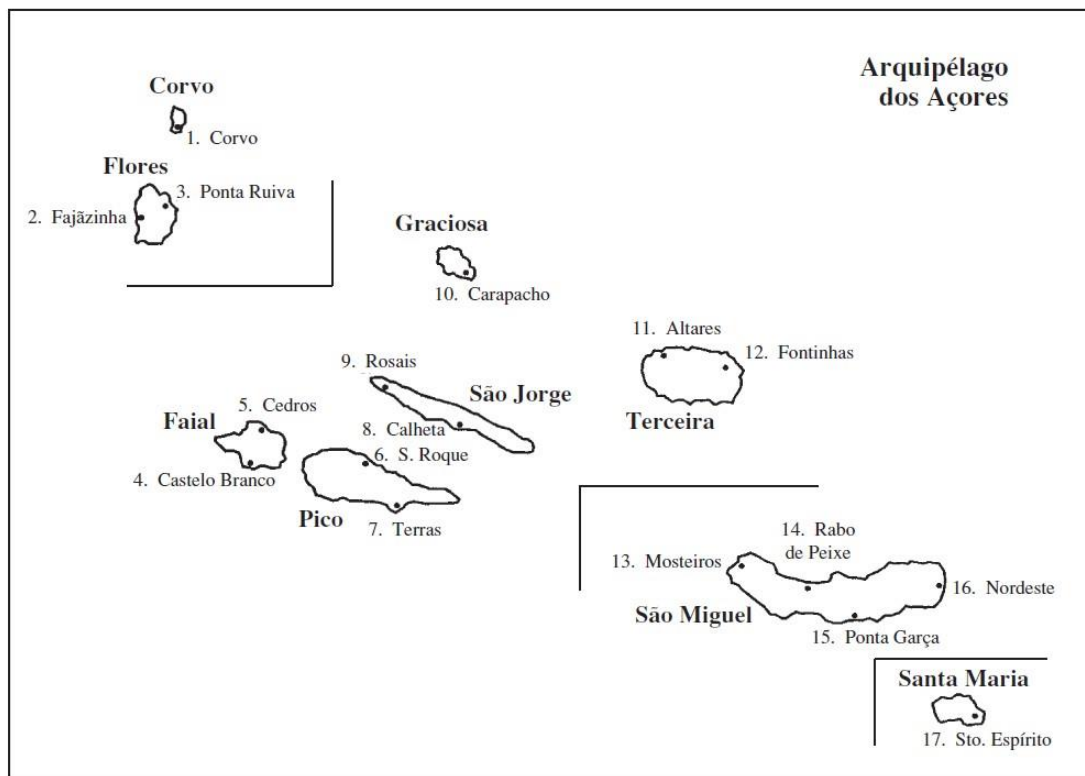 Arquipélago
dos Açores
Corvo
1. Corvo
Flores
3. Ponta Ruiva
2. Fajãzinha
Graciosa
10. Carapacho
11. Altares
12. Fontinhas
Terceira
9. Rosais
São Jorge
8. Calheta
5. Cedros
Faial
4. Castelo Branco
6. S. Roque
Pico
7. Terras
14. Rabo
de Peixe
13. Mosteiros
16. Nordeste
São Miguel
15. Ponta Garça
Santa Maria
17. Sto. Espírito